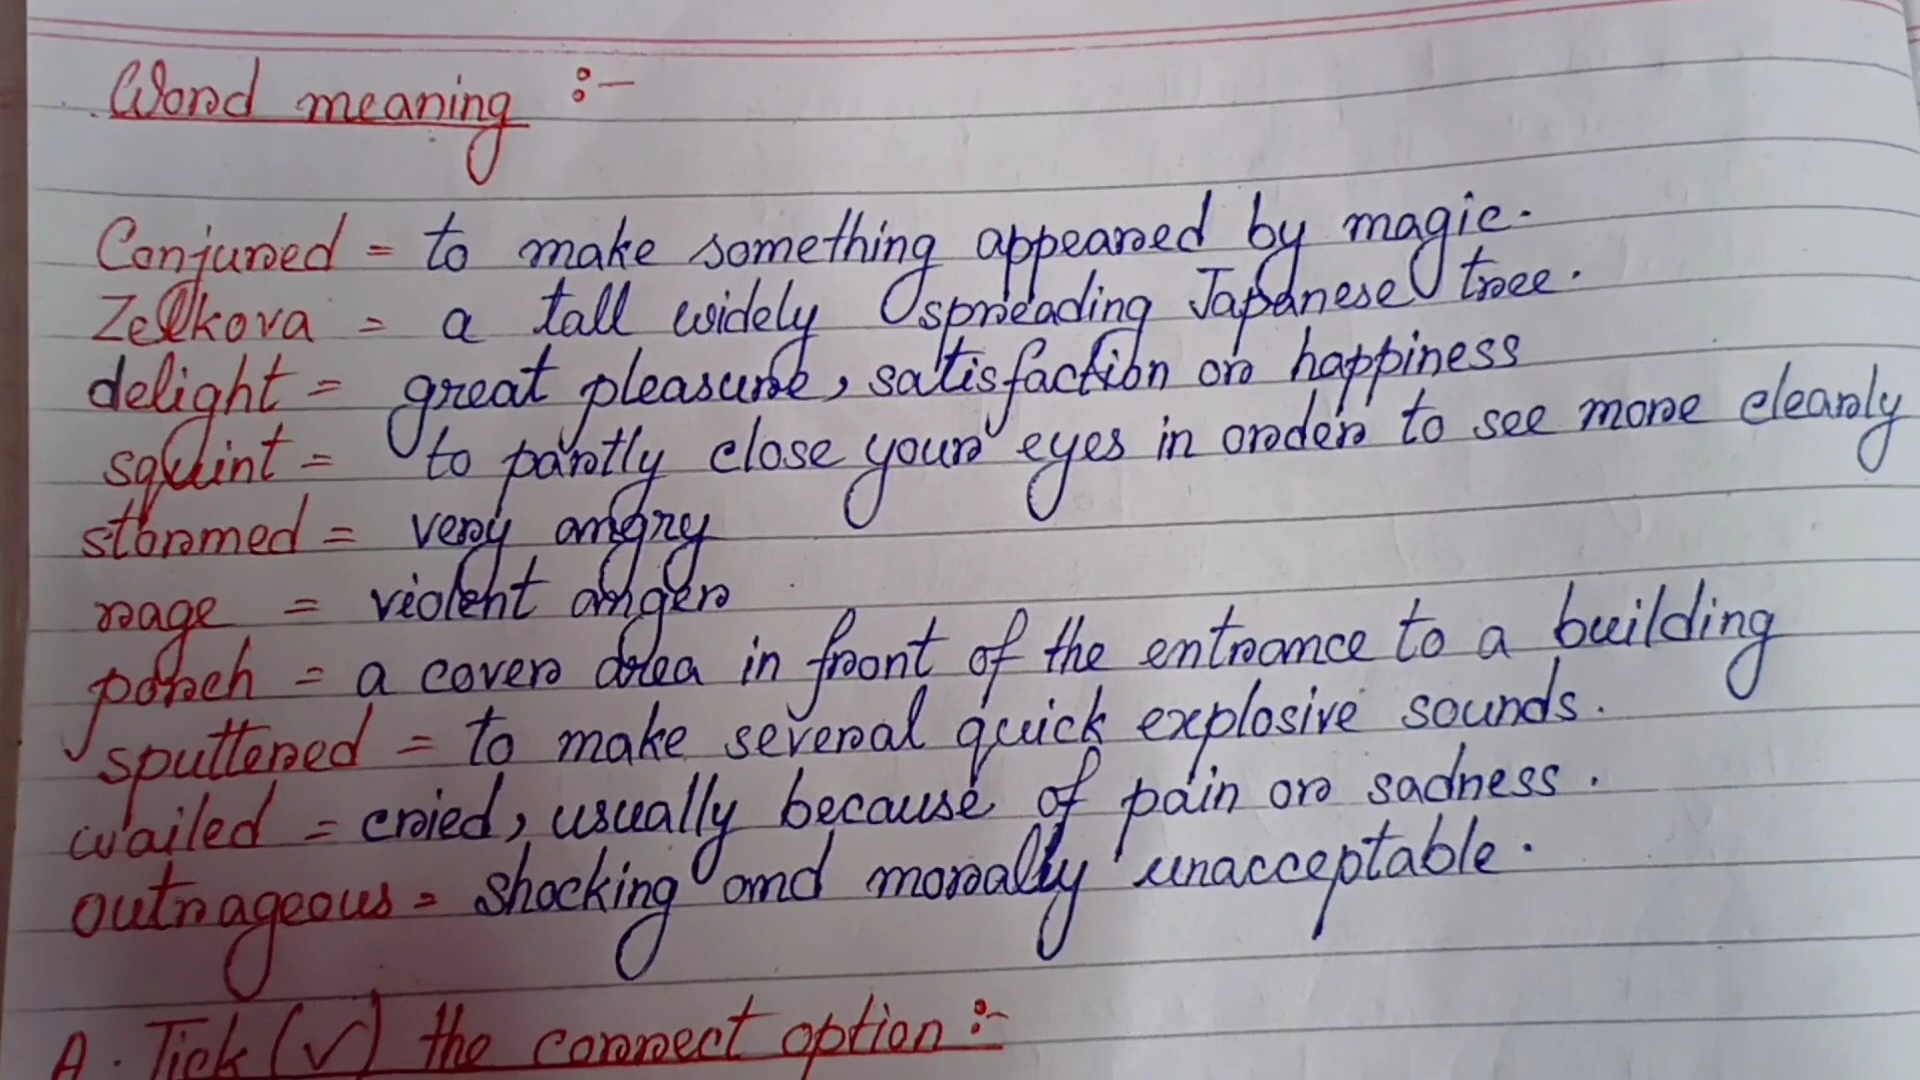 Word meaning :-
Conjured = to make something appeared by magic.
Zelkova = a tall widely spreading Japanese tree.
delight = great pleasure, satisfaction or happiness
squint = to partly close your eyes in order to see more clearly
stormed = very angry
rage = violent anger
porch = a cover area in front of the entrance to a building
sputtered = to make several quick explosive sounds.
wailed = cried, usually because of pain or sadness.
outrageous = shocking and morally unacceptable.
A. Tick (✓) the correct option :-